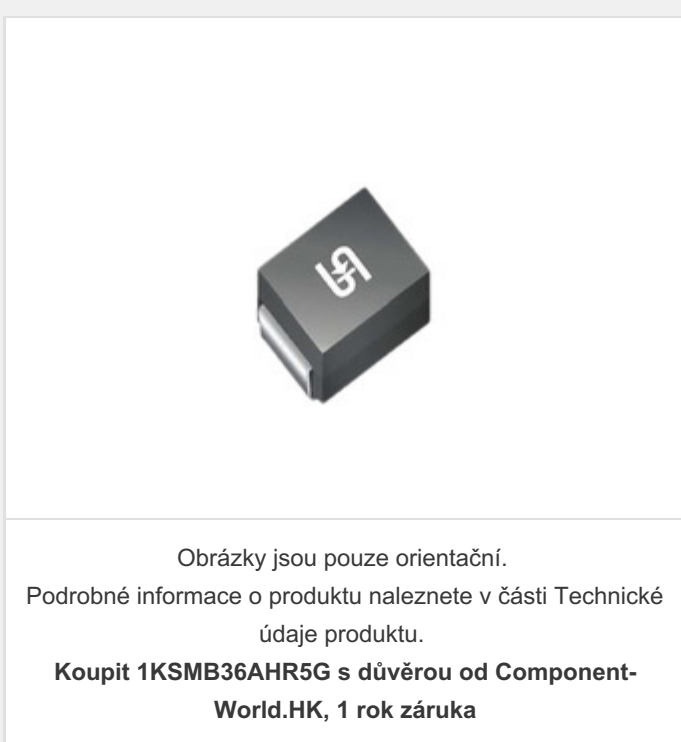 Obrázky jsou pouze orientační.
Podrobné informace o produktu naleznete v části Technické
údaje produktu.
Koupit 1KSMB36AHR5G s důvěrou od Component-
World.HK, 1 rok záruka